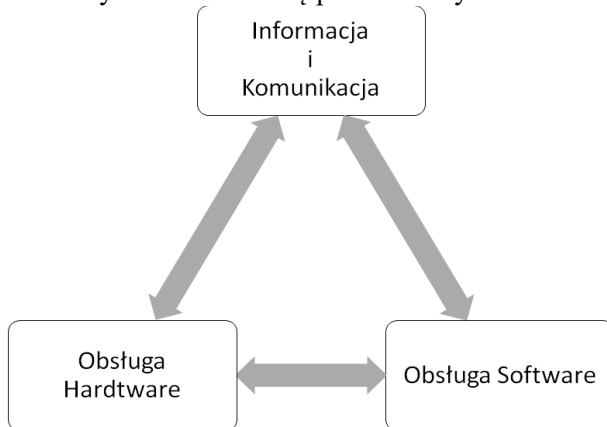 Informacja
i
Komunikacja
Obsługa
Hardtware
Obsługa Software